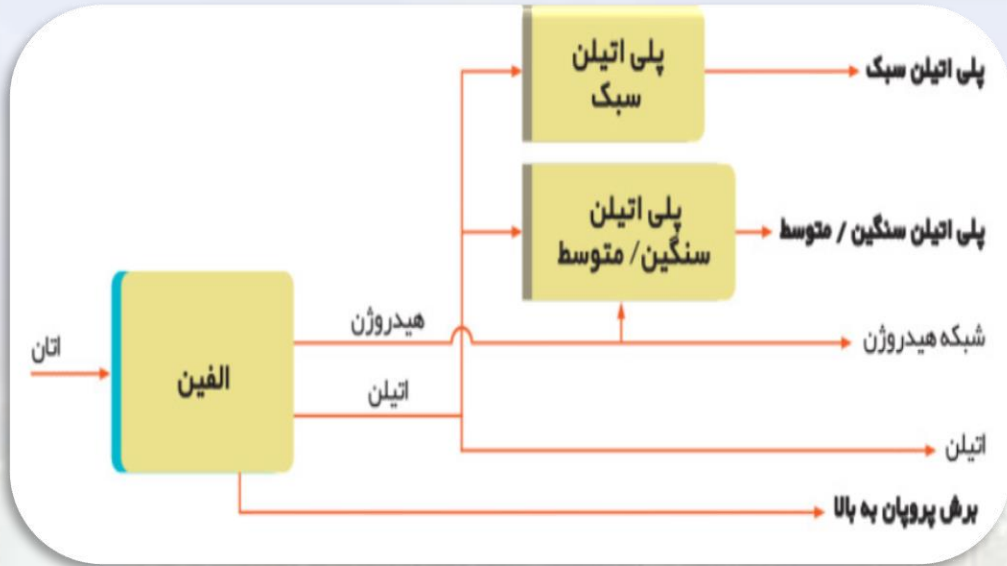 پلی اتیلن
سبک
پلی اتیلن سبک
پلی اتیلن
سنگین/ متوسط
پلی اتیلن سنگین / متوسط
هیدروژن
شبکه هیدروژن
اتان
الفین
اتیلن
اتیلن
برش پروپان به بالا